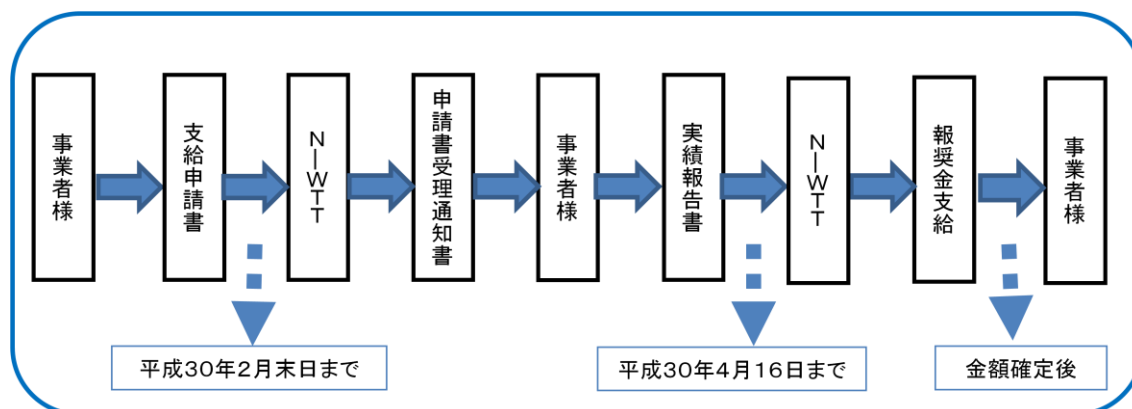 事業者様
支給申請書
NIWTT
申請書受理通知書
事業者様
実績報告書
NIWTT
報奨金支給
事業者様
平成30年2月末日まで
平成30年4月16日まで
金額確定後